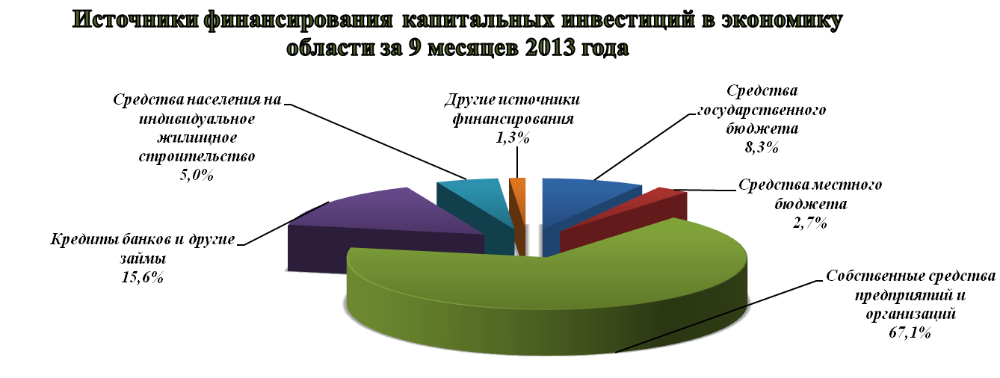 Источники финансирования капитальных инвестиций в экономику
области за 9 месяцев 2013 года
Средства населения на
индивидуальное
жилищное
строительство
5,0%
Другие источники
финансирования
1,3%
Средства
государственного
бюджета
8,3%
Средства местного
бюджета
2,7%
Кредиты банков и другие
займы
15,6%
Собственные средства
предприятий и
организаций
67,1%